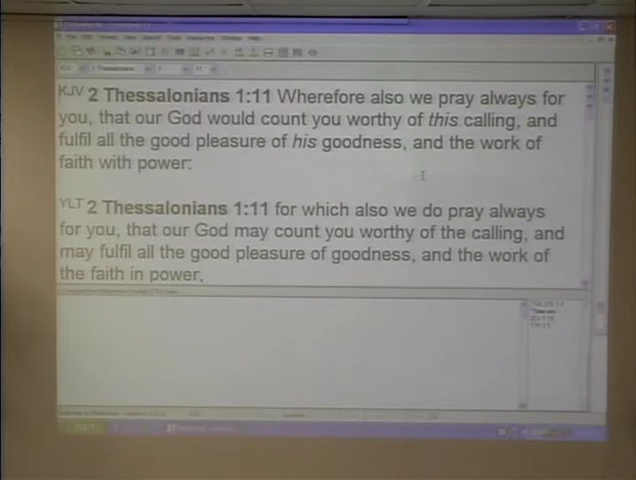 KJV 2 Thessalonians 1:11 Wherefore also we pray always for
you, that our God would count you worthy of this calling, and
fulfil all the good pleasure of his goodness, and the work of
faith with power:
YLT 2 Thessalonians 1:11 for which also we do pray always
for you, that our God may count you worthy of the calling, and
may fulfil all the good pleasure of goodness, and the work of
the faith in power,